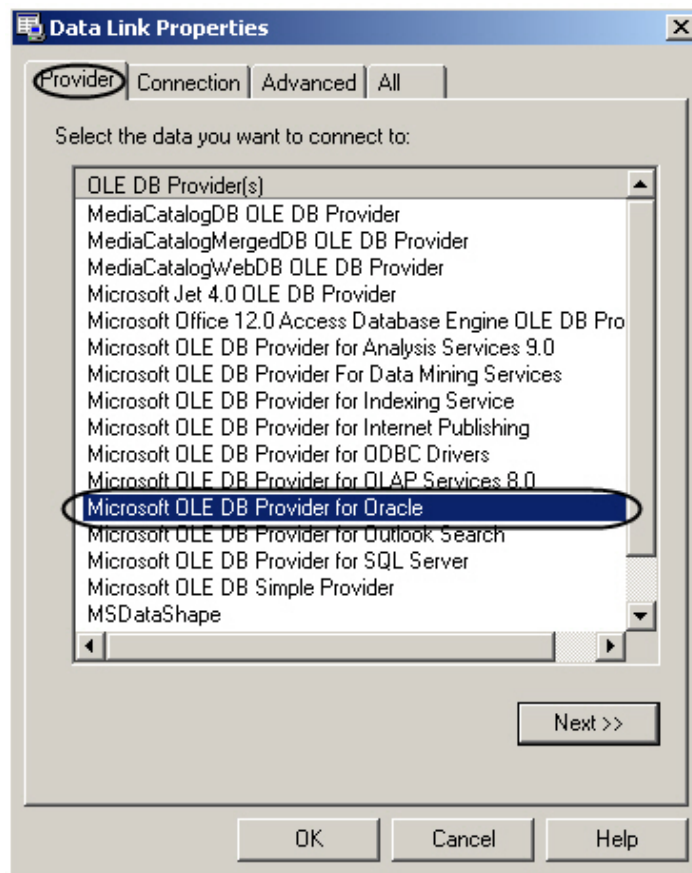 Data Link Properties
Provider Connection Advanced All
Select the data you want to connect to:
OLE DB Provider(s)
MediaCatalogDB OLE DB Provider
MediaCatalogMergedDB OLE DB Provider
MediaCatalogWebDB OLE DB Provider
Microsoft Jet 4.0 OLE DB Provider
Microsoft Office 12.0 Access Database Engine OLE DB Pro
Microsoft OLE DB Provider for Analysis Services 9.0
Microsoft OLE DB Provider For Data Mining Services
Microsoft OLE DB Provider for Indexing Service
Microsoft OLE DB Provider for Internet Publishing
Microsoft OLE DB Provider for ODBC Drivers
Microsoft OLE DB Provider for OLAP Services 8.0
Microsoft OLE DB Provider for Oracle
Microsoft OLE DB Provider for Outlook Search
Microsoft OLE DB Provider for SQL Server
Microsoft OLE DB Simple Provider
MSDataShape
Next >>
OK Cancel Help